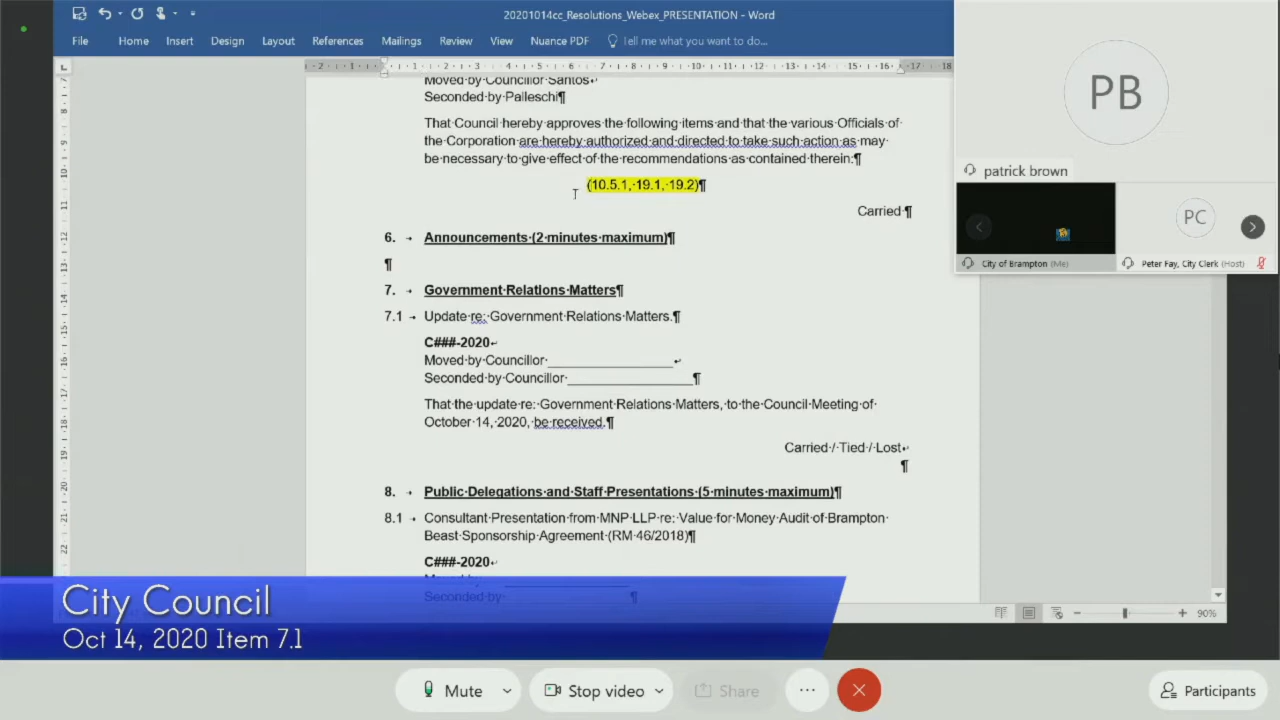 20201014cc_Resolutions_Webex_PRESENTATION - Word
File Home Insert Design Layout References Mailings Review View Nuance PDF Tell me what you want to do...
Moved by Councillor Santos
Seconded by Palleschi¶
That Council hereby approves the following items and that the various Officials of
the Corporation are hereby authorized and directed to take such action as may
be necessary to give effect of the recommendations as contained therein:¶
(10.5.1, 19.1, 19.2)¶
Carried ¶
6. Announcements (2 minutes maximum)¶
¶
7. Government Relations Matters¶
7.1 Update re: Government Relations Matters.¶
C###-2020
Moved by Councillor _________________
Seconded by Councillor _________________¶
That the update re: Government Relations Matters, to the Council Meeting of
October 14, 2020, be received.¶
Carried / Tied / Lost
¶
8. Public Delegations and Staff Presentations (5 minutes maximum)¶
8.1 Consultant Presentation from MNP LLP re: Value for Money Audit of Brampton
Beast Sponsorship Agreement (RM 46/2018)¶
C###-2020
Moved by
Seconded by ¶
PB
patrick brown
PC
City of Brampton (Me)
Peter Fay, City Clerk (Host)
90%
City Council
Oct 14, 2020 Item 7.1
Mute
Stop video
Share
Participants